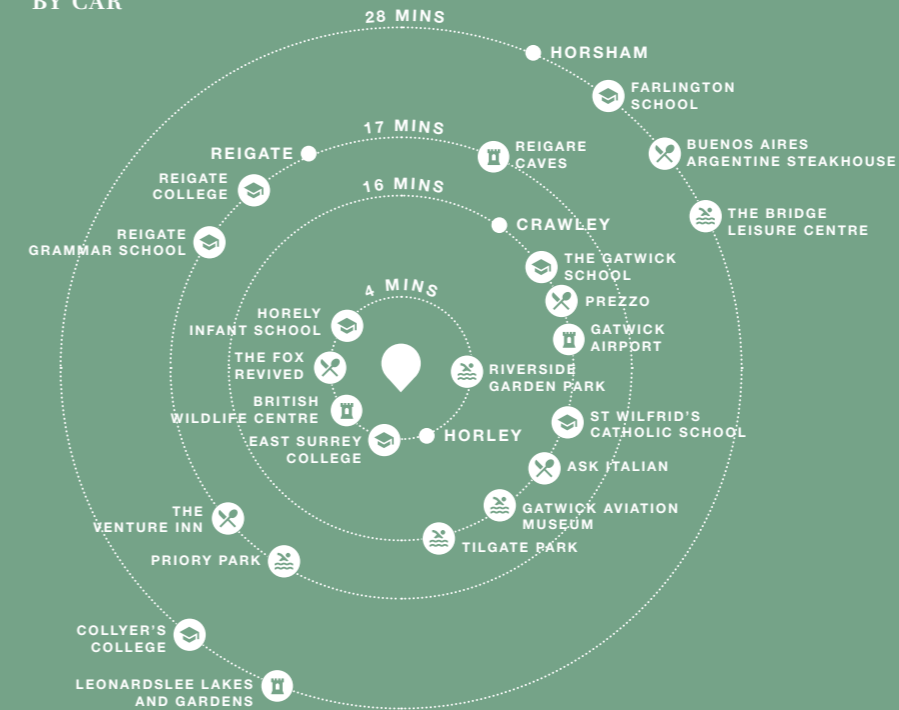 BY CAR
28 MINS
HORSHAM
FARLINGTON
SCHOOL
BUENOS AIRES
ARGENTINE STEAKHOUSE
THE BRIDGE
LEISURE CENTRE
17 MINS
REIGATE
REIGARE
CAVES
REIGATE
COLLEGE
REIGATE
GRAMMAR SCHOOL
16 MINS
CRAWLEY
THE GATWICK
SCHOOL
PREZZO
GATWICK
AIRPORT
4 MINS
HORELY
INFANT SCHOOL
THE FOX
REVIVED
BRITISH
WILDLIFE CENTRE
EAST SURREY
COLLEGE
RIVERSIDE
GARDEN PARK
HORLEY
ST WILFRID'S
CATHOLIC SCHOOL
ASK ITALIAN
GATWICK AVIATION
MUSEUM
TILGATE PARK
THE
VENTURE INN
PRIORY PARK
COLLYER'S
COLLEGE
LEONARDSLEE LAKES
AND GARDENS